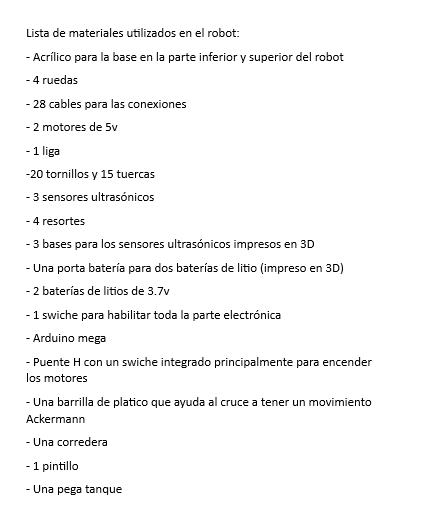 Lista de materiales utilizados en el robot:
- Acrílico para la base en la parte inferior y superior del robot
- 4 ruedas
- 28 cables para las conexiones
- 2 motores de 5v
- 1 liga
-20 tornillos y 15 tuercas
- 3 sensores ultrasónicos
- 4 resortes
- 3 bases para los sensores ultrasónicos impresos en 3D
- Una porta batería para dos baterías de litio (impreso en 3D)
- 2 baterías de litios de 3.7v
- 1 swiche para habilitar toda la parte electrónica
- Arduino mega
- Puente H con un swiche integrado principalmente para encender
los motores
- Una barrilla de platico que ayuda al cruce a tener un movimiento
Ackermann
- Una corredera
- 1 pintillo
- Una pega tanque